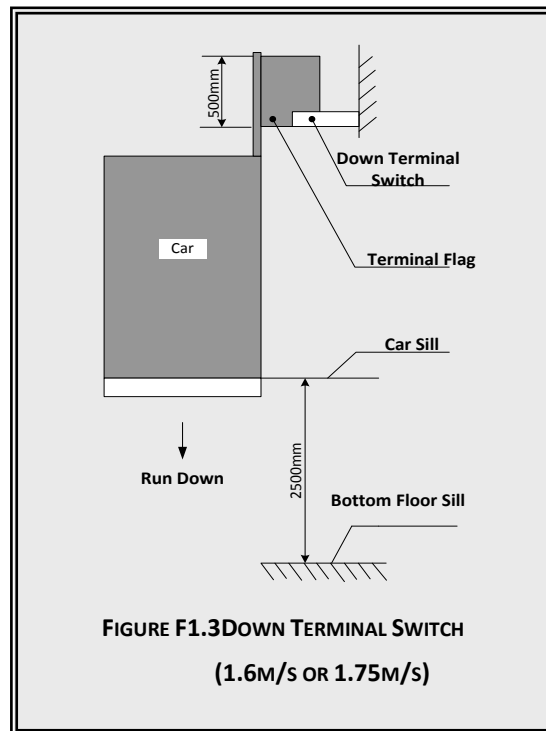 500mm
Down Terminal
Switch
Car
Terminal Flag
Car Sill
2500mm
Run Down
Bottom Floor Sill
FIGURE F1.3DOWN TERMINAL SWITCH
(1.6M/S OR 1.75M/S)